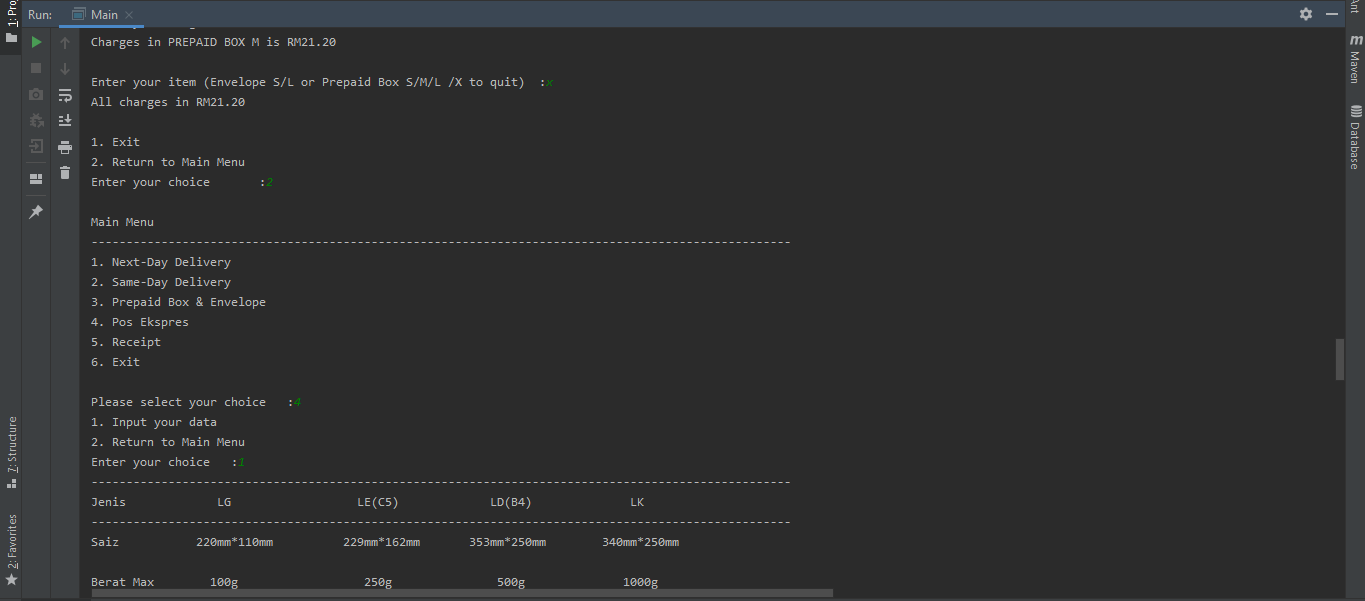 Run: Main
Charges in PREPAID BOX M is RM21.20
Enter your item (Envelope S/L or Prepaid Box S/M/L /X to quit)  :x
All charges in RM21.20
1. Exit
2. Return to Main Menu
Enter your choice       :2
Main Menu
----------------------------------------------------------------------------------------------------
1. Next-Day Delivery
2. Same-Day Delivery
3. Prepaid Box & Envelope
4. Pos Ekspres
5. Receipt
6. Exit
Please select your choice   :4
1. Input your data
2. Return to Main Menu
Enter your choice   :1
----------------------------------------------------------------------------------------------------
Jenis             LG                  LE(C5)             LD(B4)              LK
----------------------------------------------------------------------------------------------------
Saiz           220mm*110mm          229mm*162mm       353mm*250mm        340mm*250mm
Berat Max        100g                  250g               500g              1000g
7: Structure
2: Favorites
m Maven
Database